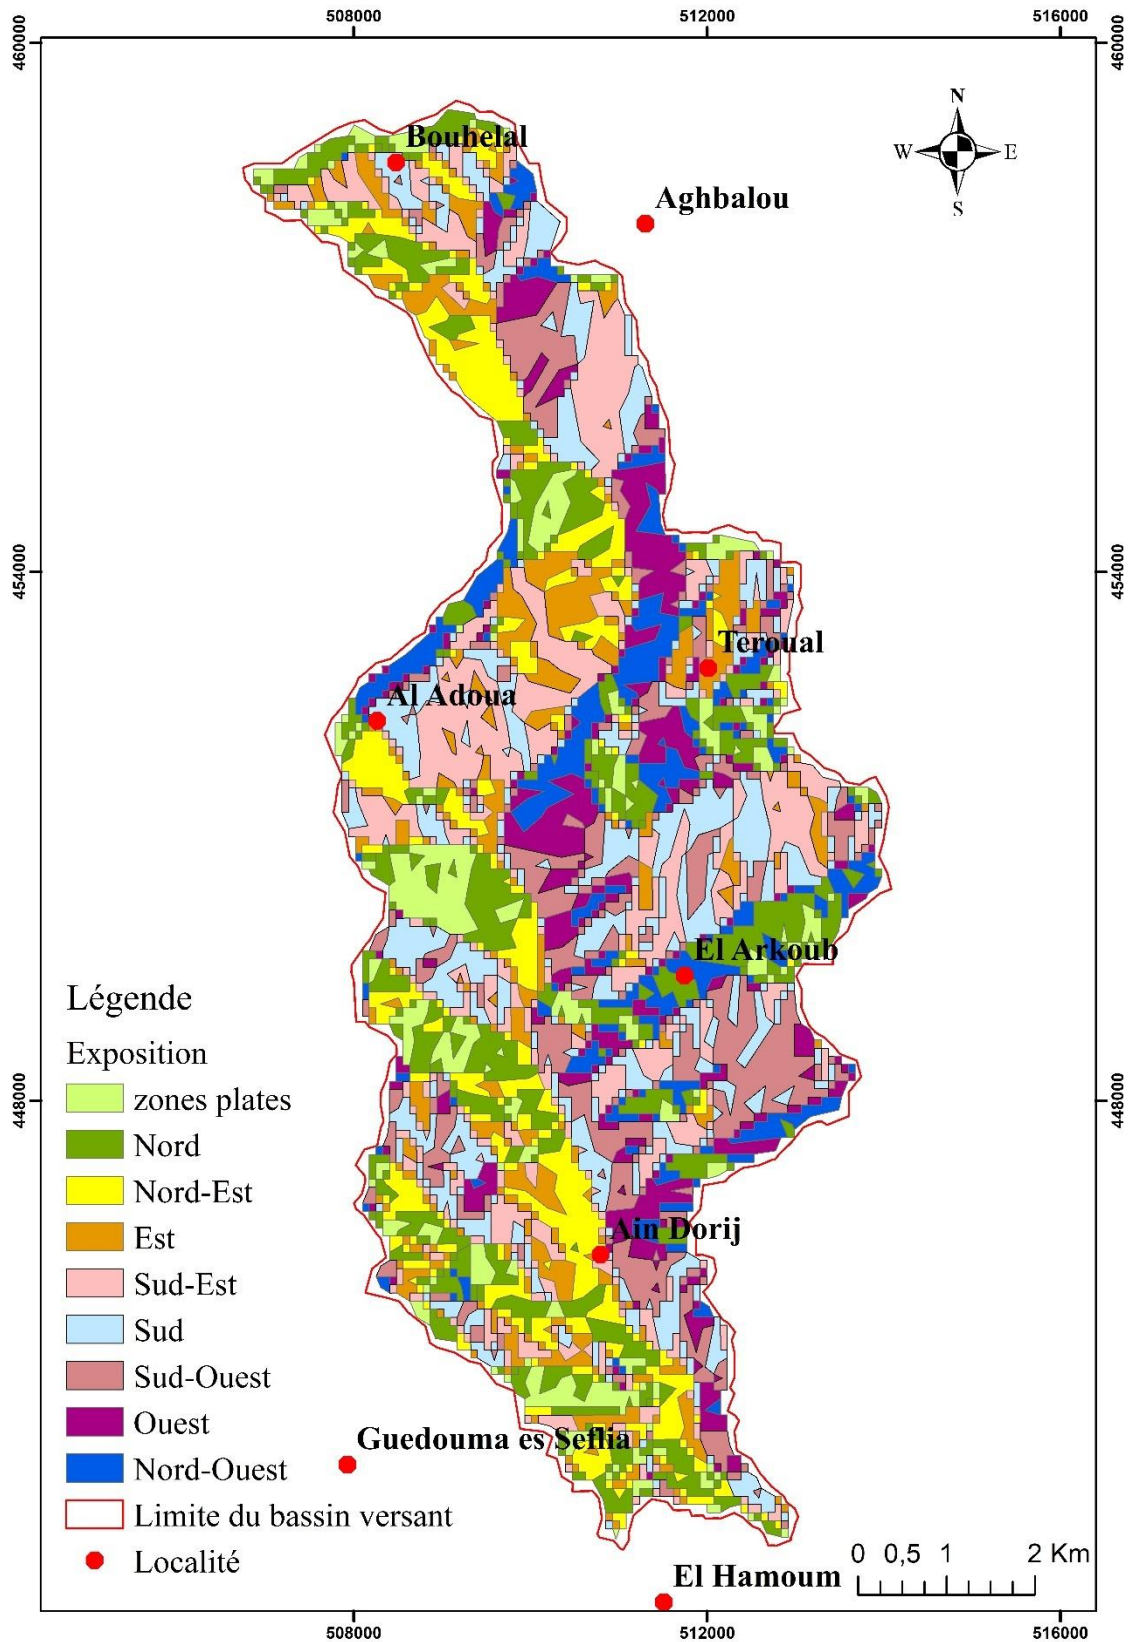 508000
512000
516000
460000
460000
N
W
E
S
Bouhelal
Aghbalou
454000
454000
Teroual
Al Adoua
El Arkoub
Légende
Exposition
zones plates
448000
448000
Nord
Nord-Est
Est
Ain Dorij
Sud-Est
Sud
Sud-Ouest
Ouest
Guedouma es Seflia
Nord-Ouest
Limite du bassin versant
Localité
0 0,5 1 2 Km
El Hamoum
508000
512000
516000